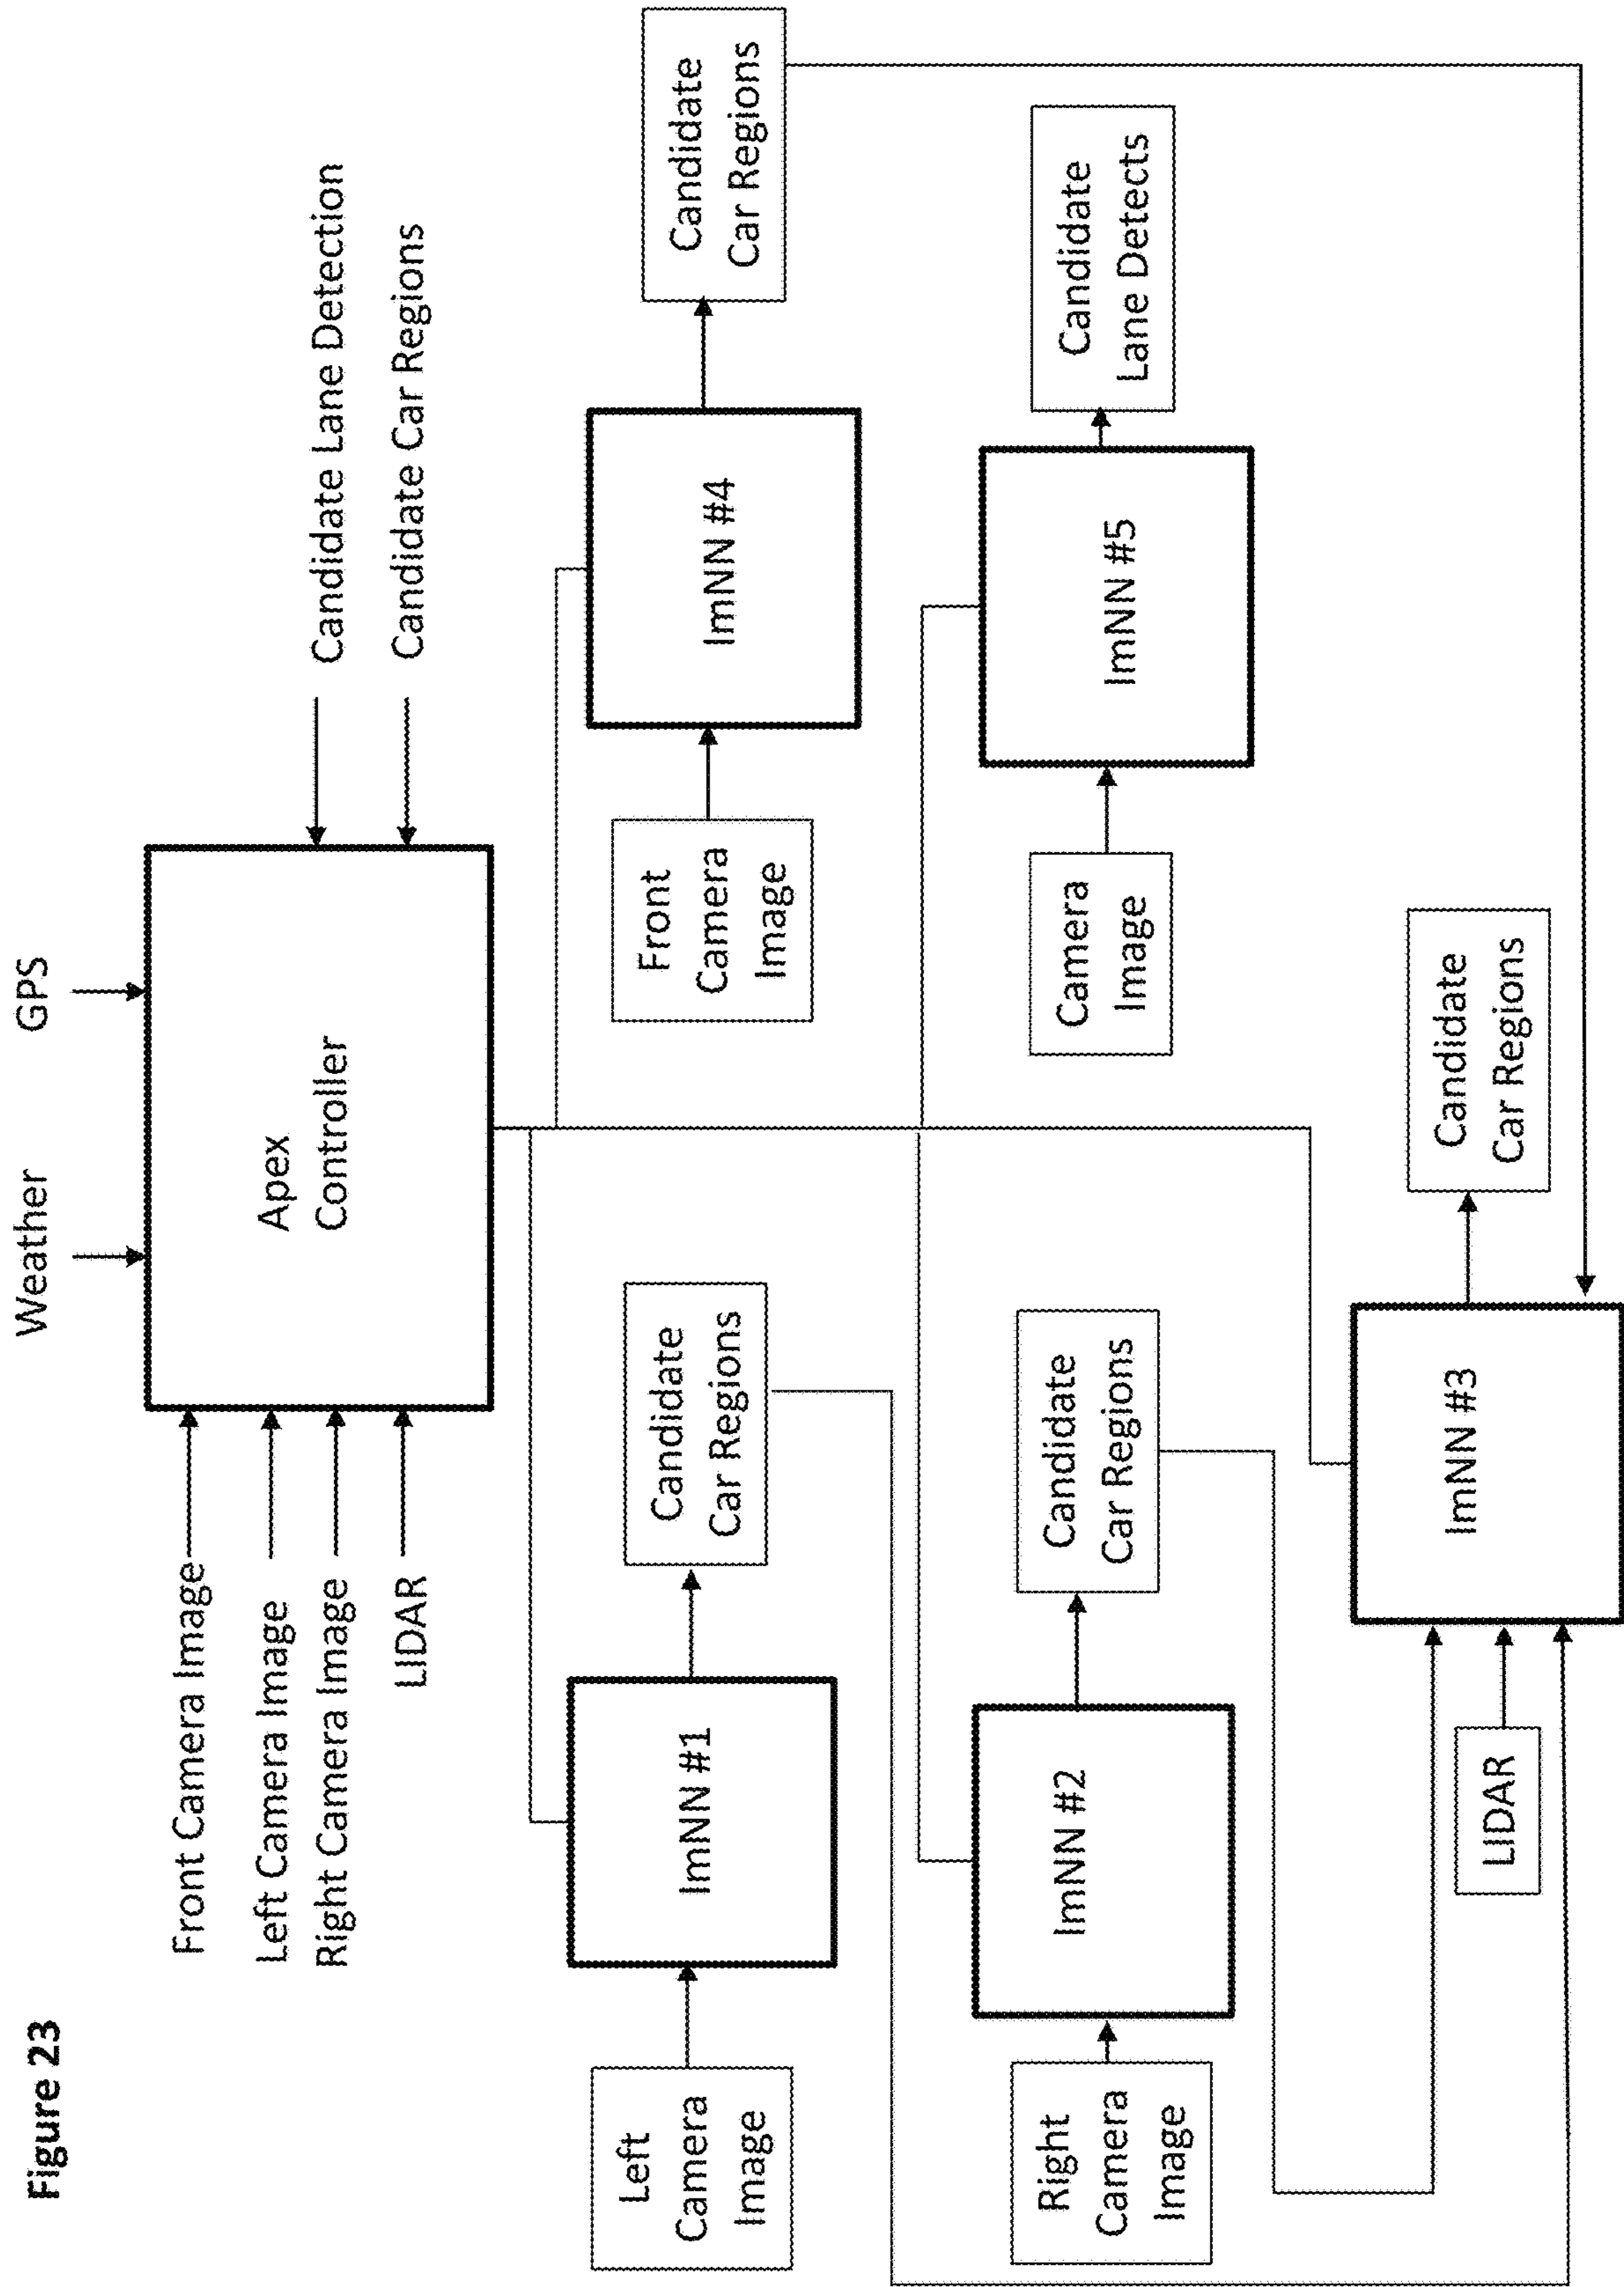 Figure 23
Weather
GPS
Front Camera Image
Left Camera Image
Right Camera Image
LIDAR
Apex
Controller
Candidate Lane Detection
Candidate Car Regions
Left
Camera
Image
ImNN #1
Candidate
Car Regions
Front
Camera
Image
ImNN #4
Candidate
Car Regions
Right
Camera
Image
ImNN #2
Candidate
Car Regions
Camera
Image
ImNN #5
Candidate
Lane Detects
LIDAR
ImNN #3
Candidate
Car Regions